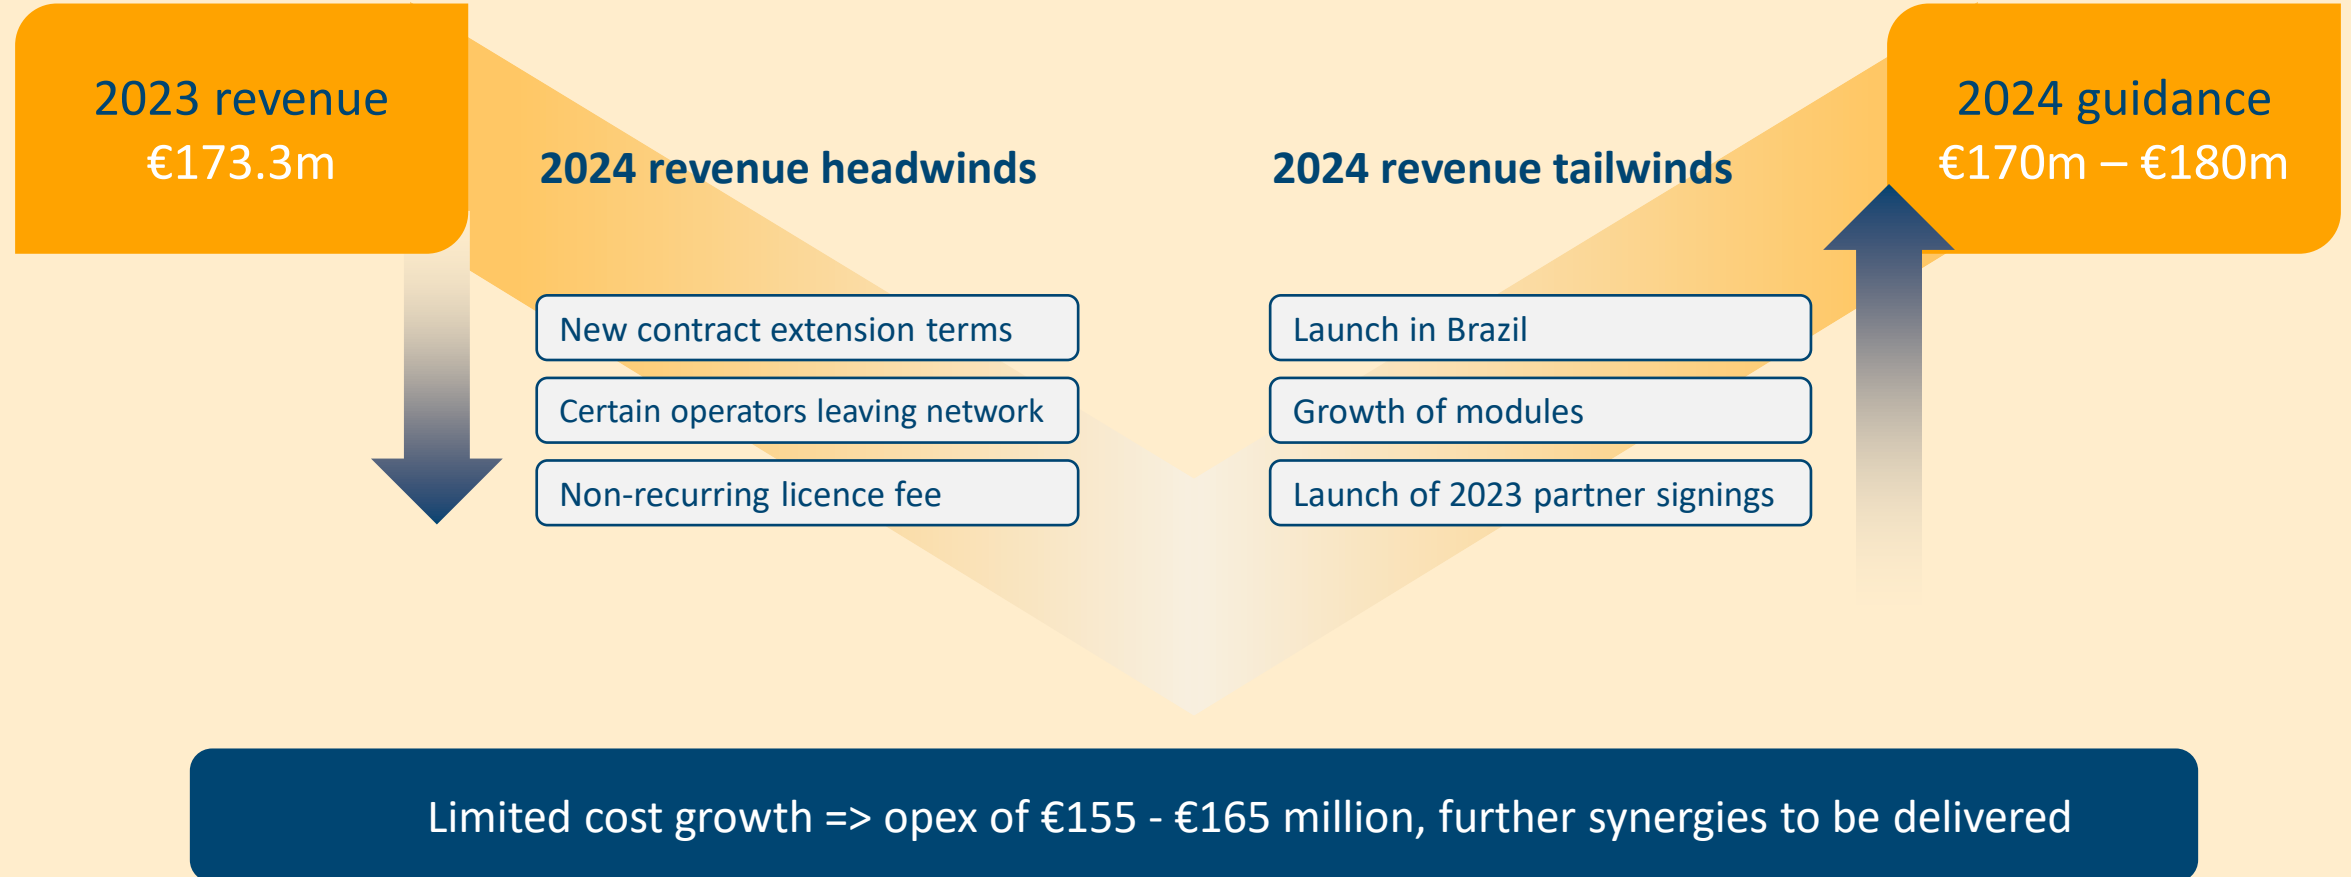 2023 revenue
€173.3m
2024 revenue headwinds
New contract extension terms
Certain operators leaving network
Non-recurring licence fee
2024 revenue tailwinds
Launch in Brazil
Growth of modules
Launch of 2023 partner signings
2024 guidance
€170m – €180m
Limited cost growth => opex of €155 - €165 million, further synergies to be delivered